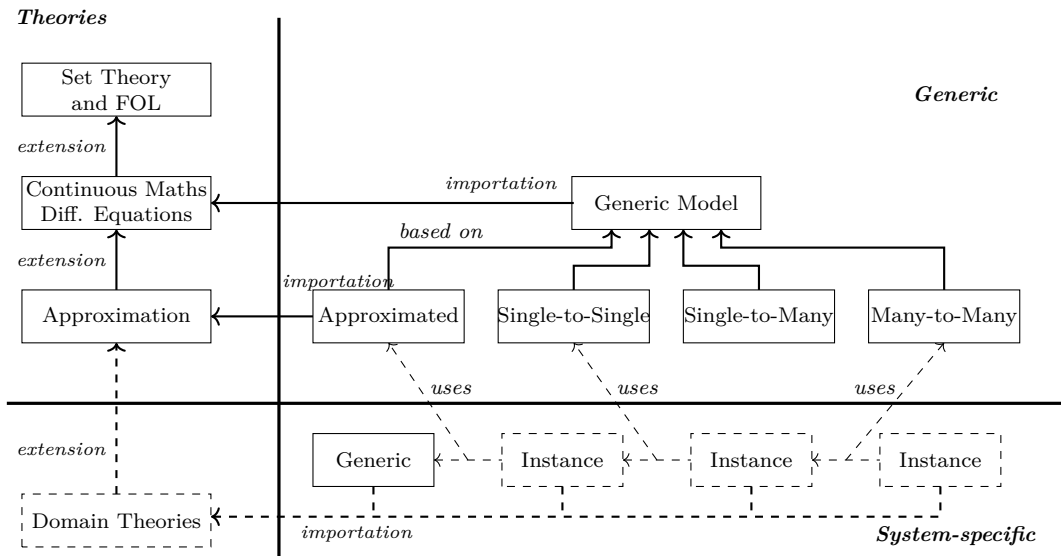 Theories
Set Theory
and FOL
Generic
extension
Continuous Maths
Diff. Equations
importation
Generic Model
based on
extension
importation
Approximation
Approximated
Single-to-Single
Single-to-Many
Many-to-Many
uses
uses
uses
extension
Generic
Instance
Instance
Instance
Domain Theories
importation
System-specific